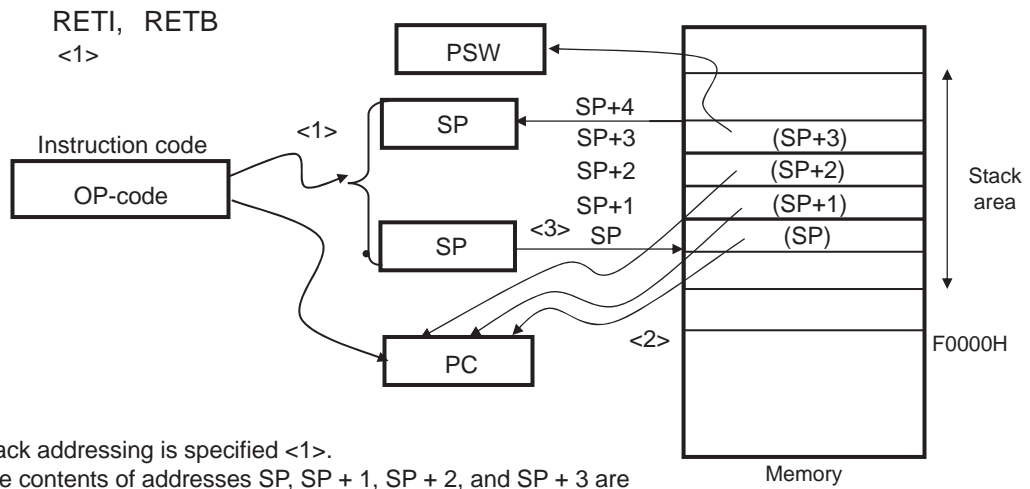 RETI, RETB
<1>
PSW
SP+4
SP
<1>
SP+3
(SP+3)
Instruction code
SP+2
(SP+2)
OP-code
Stack
area
SP+1
(SP+1)
SP
<3>
SP
(SP)
<2>
F0000H
PC
ack addressing is specified <1>.
e contents of addresses SP, SP + 1, SP + 2, and SP + 3 are
Memory